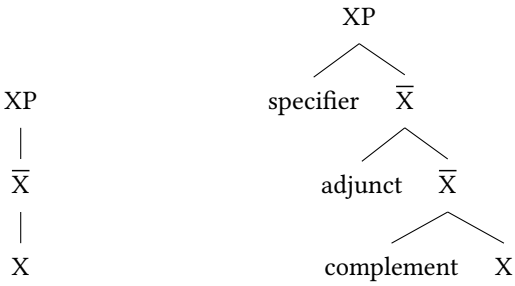 XP
XP
specifier X̅
X̅
adjunct X̅
X
complement X